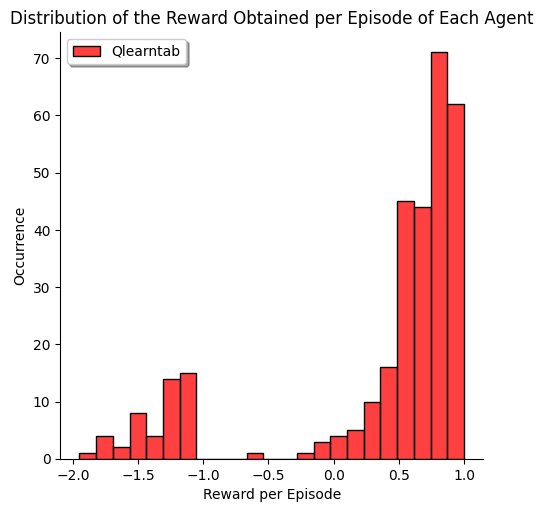 Distribution of the Reward Obtained per Episode of Each Agent
Qlearntab
70
60
50
40
30
20
10
0
Occurrence
−2.0 −1.5 −1.0 −0.5 0.0 0.5 1.0
Reward per Episode